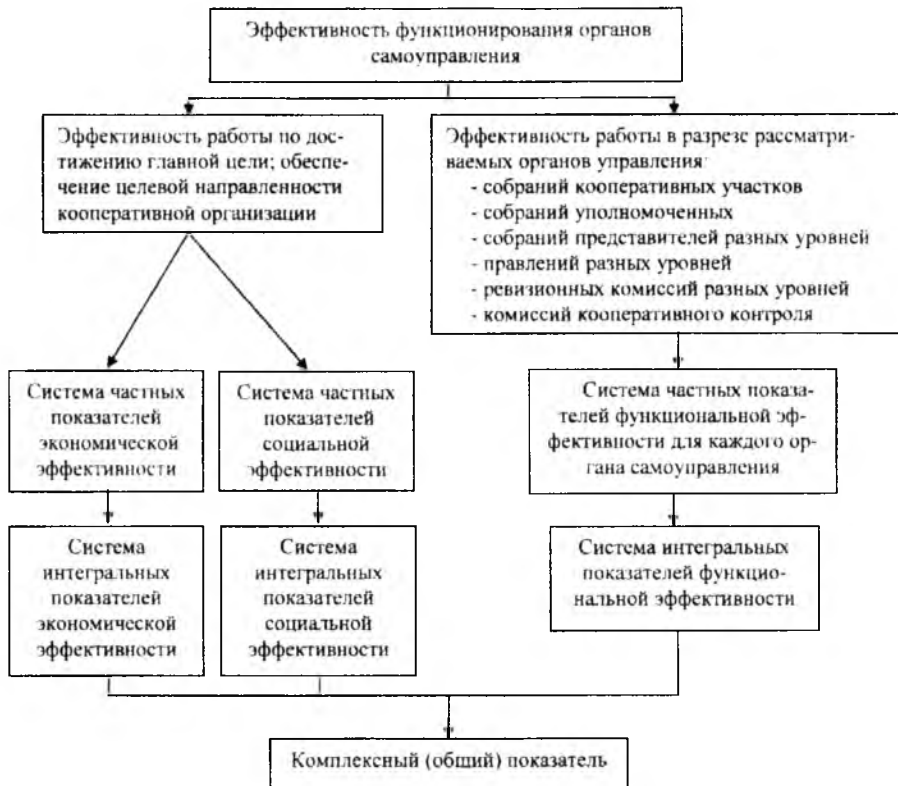 Эффективность функционирования органов
самоуправления
Эффективность работы по дос-
тижению главной цели; обеспе-
чение целевой направленности
кооперативной организации
Эффективность работы в разрезе рассматри-
ваемых органов управления:
- собраний кооперативных участков
- собраний уполномоченных
- собраний представителей разных уровней
- правлений разных уровней
- ревизионных комиссий разных уровней
- комиссий кооперативного контроля
Система частных
показателей
экономической
эффективности
Система частных
показателей
социальной
эффективности
Система частных показа-
телей функциональной эф-
фективности для каждого ор-
гана самоуправления
Система
интегральных
показателей
экономической
эффективности
Система
интегральных
показателей
социальной
эффективности
Система интегральных
показателей функцио-
нальной эффективности
Комплексный (общий) показатель